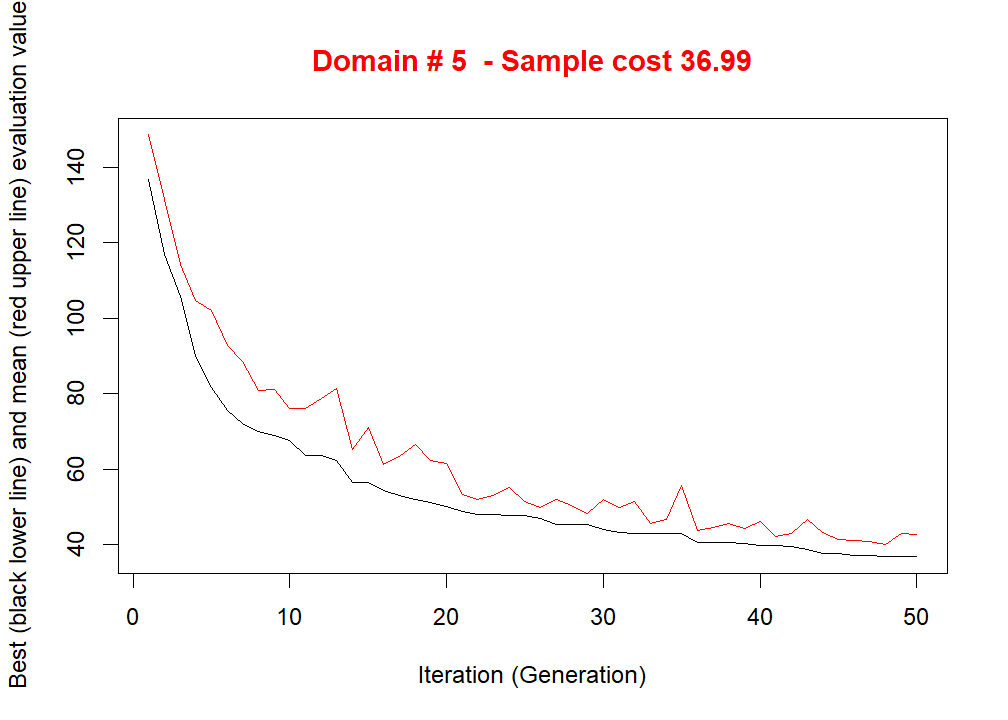 Domain # 5  - Sample cost 36.99
Best (black lower line) and mean (red upper line) evaluation value
140
120
100
80
60
40
0 10 20 30 40 50
Iteration (Generation)